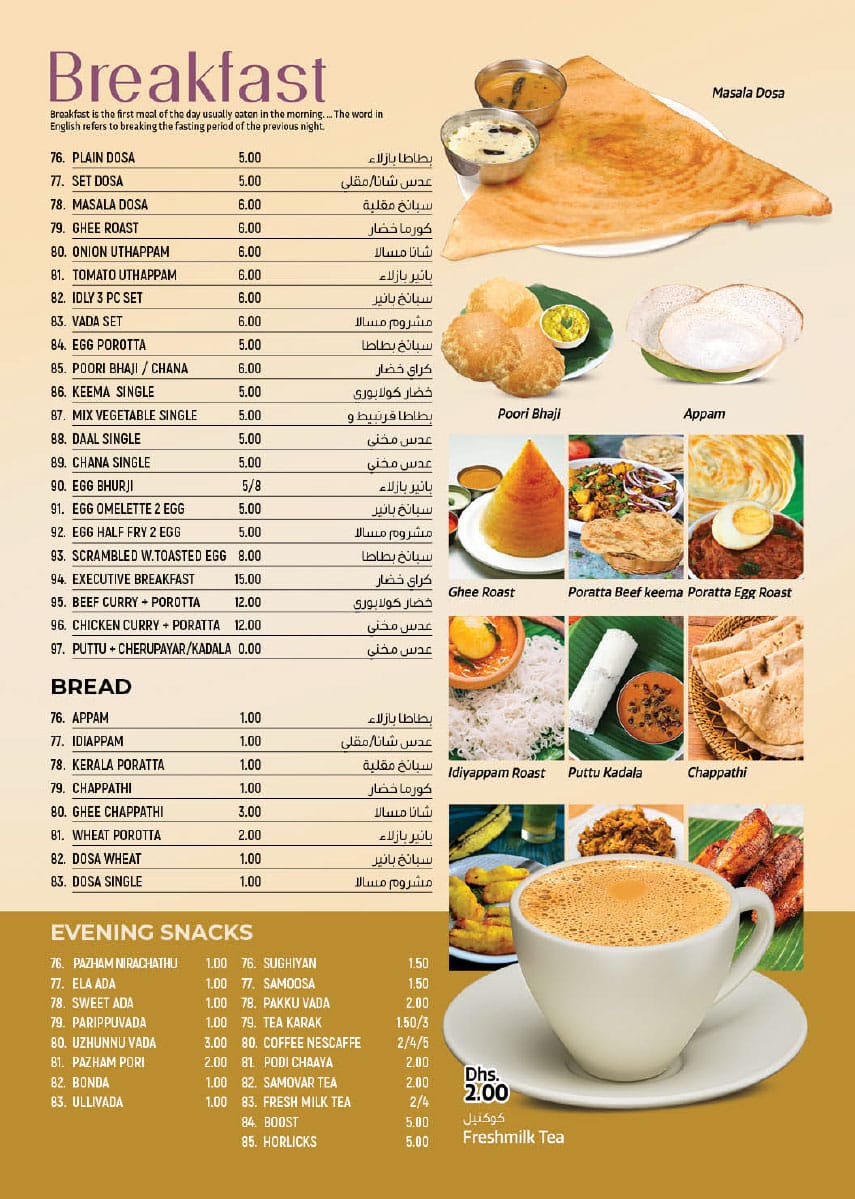 Breakfast
Breakfast is the first meal of the day usually eaten in the morning. ... The word in
English refers to breaking the fasting period of the previous night.
76. PLAIN DOSA 5.00 بطاطا بازلاء
77. SET DOSA 5.00 عدس شانا/مقلي
78. MASALA DOSA 6.00 سبانخ مقلية
79. GHEE ROAST 6.00 كورما خضار
80. ONION UTHAPPAM 6.00 شانا مسالا
81. TOMATO UTHAPPAM 6.00 بانير بازلاء
82. IDLY 3 PC SET 6.00 سبانخ بانير
83. VADA SET 6.00 مشروم مسالا
84. EGG POROTTA 5.00 سبانخ بطاطا
85. POORI BHAJI / CHANA 6.00 كراي خضار
86. KEEMA SINGLE 5.00 خضار كولابوري
87. MIX VEGETABLE SINGLE 5.00 بطاطا قرنبيط و
88. DAAL SINGLE 5.00 عدس مخني
89. CHANA SINGLE 5.00 عدس مخني
90. EGG BHURJI 5/8 بانير بازلاء
91. EGG OMELETTE 2 EGG 5.00 سبانخ بانير
92. EGG HALF FRY 2 EGG 5.00 مشروم مسالا
93. SCRAMBLED W.TOASTED EGG 8.00 سبانخ بطاطا
94. EXECUTIVE BREAKFAST 15.00 كراي خضار
95. BEEF CURRY + POROTTA 12.00 خضار كولابوري
96. CHICKEN CURRY + PORATTA 12.00 عدس مخني
97. PUTTU + CHERUPAYAR/KADALA 0.00 عدس مخني
BREAD
76. APPAM 1.00 بطاطا بازلاء
77. IDIAPPAM 1.00 عدس شانا/مقلي
78. KERALA PORATTA 1.00 سبانخ مقلية
79. CHAPPATHI 1.00 كورما خضار
80. GHEE CHAPPATHI 3.00 شانا مسالا
81. WHEAT POROTTA 2.00 بانير بازلاء
82. DOSA WHEAT 1.00 سبانخ بانير
83. DOSA SINGLE 1.00 مشروم مسالا
EVENING SNACKS
76. PAZHAM NIRACHATHU 1.00
77. ELA ADA 1.00
78. SWEET ADA 1.00
79. PARIPPUVADA 1.00
80. UZHUNNU VADA 3.00
81. PAZHAM PORI 2.00
82. BONDA 1.00
83. ULLIVADA 1.00
76. SUGHIYAN 1.50
77. SAMOOSA 1.50
78. PAKKU VADA 2.00
79. TEA KARAK 1.50/3
80. COFFEE NESCAFFE 2/4/5
81. PODI CHAAYA 2.00
82. SAMOVAR TEA 2.00
83. FRESH MILK TEA 2/4
84. BOOST 5.00
85. HORLICKS 5.00
Masala Dosa
Poori Bhaji
Appam
Ghee Roast
Poratta Beef keema
Poratta Egg Roast
Idiyappam Roast
Puttu Kadala
Chappathi
Dhs.
2.00
كوكتيل
Freshmilk Tea